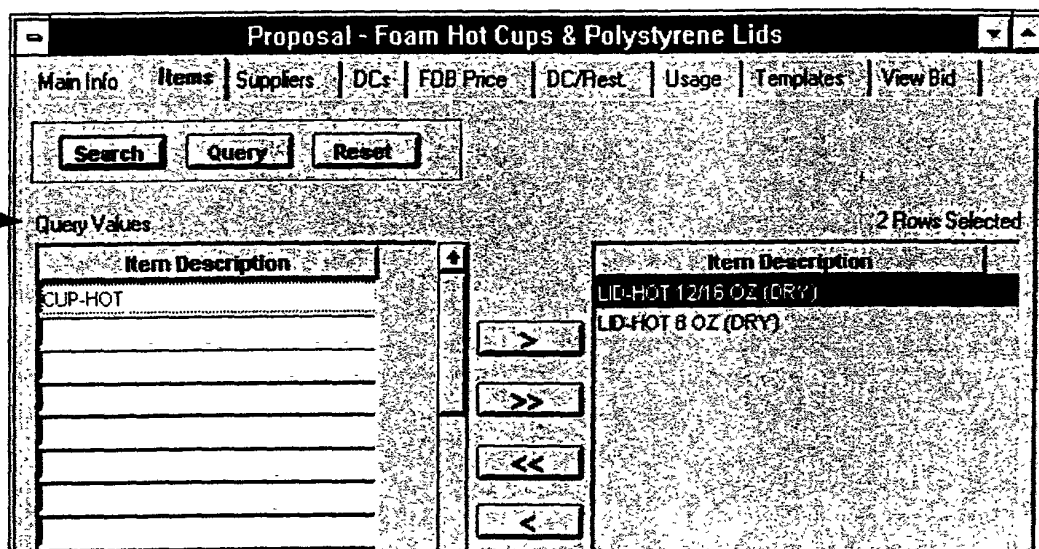 Proposal - Foam Hot Cups & Polystyrene Lids
Main Info Items Suppliers DCs FDB Price DC/Rest. Usage Templates View Bid
Search Query Reset
Query Values 2 Rows Selected
Item Description Item Description
CUP-HOT LID-HOT 12/16 OZ (DRY)
LID-HOT 8 OZ (DRY)
>
>>
<<
<